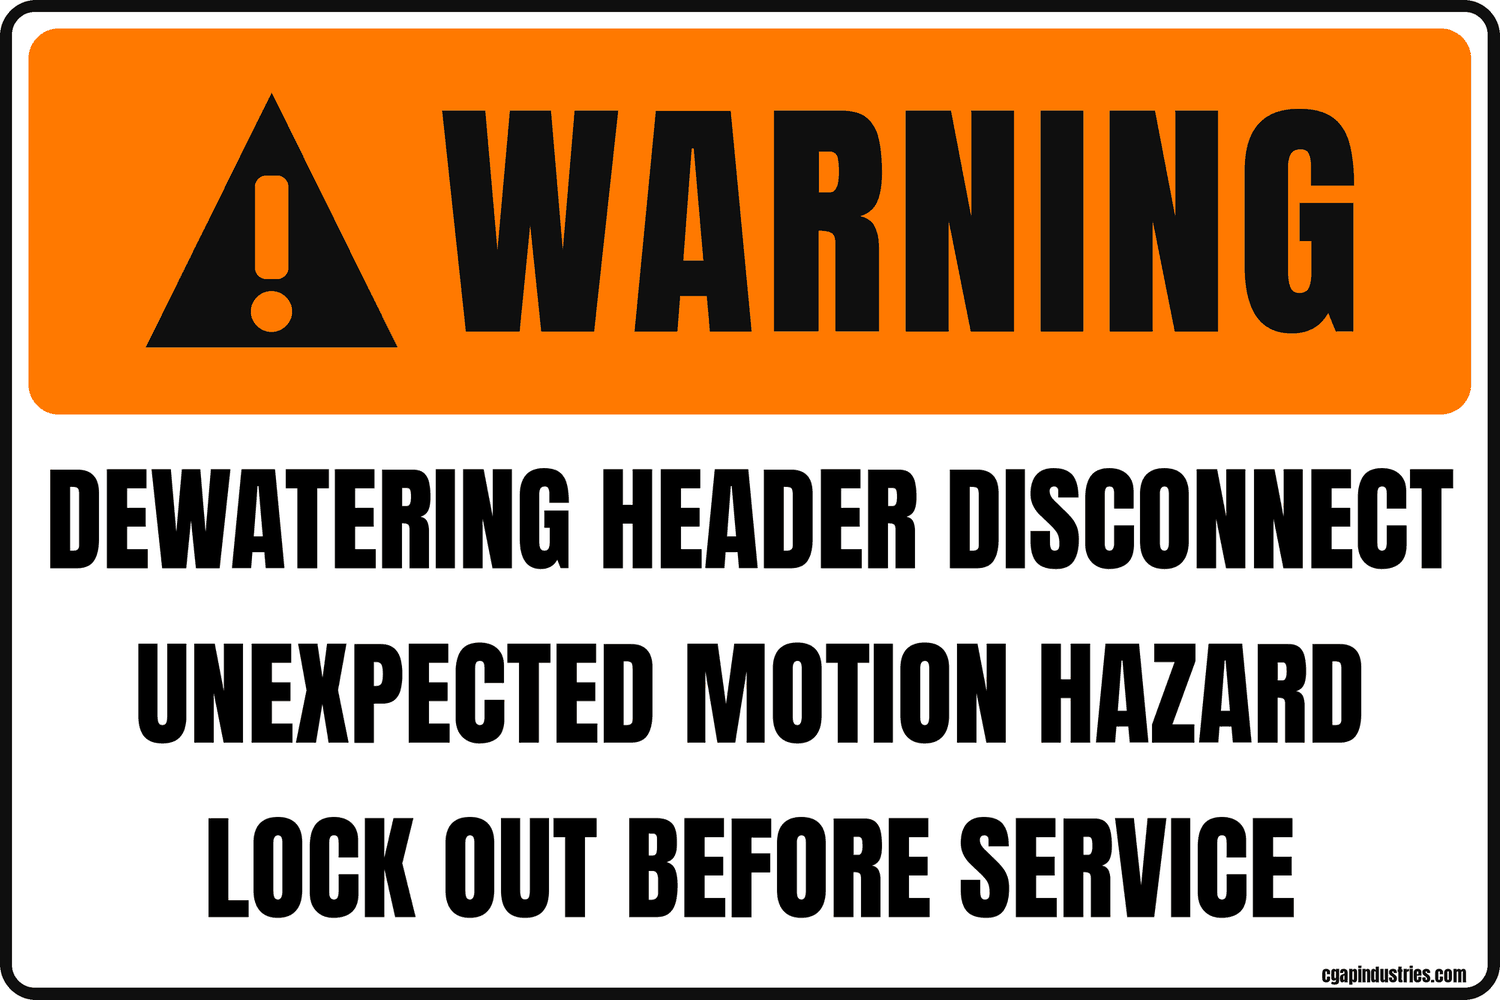 WARNING
DEWATERING HEADER DISCONNECT
UNEXPECTED MOTION HAZARD
LOCK OUT BEFORE SERVICE
cgapindustries.com